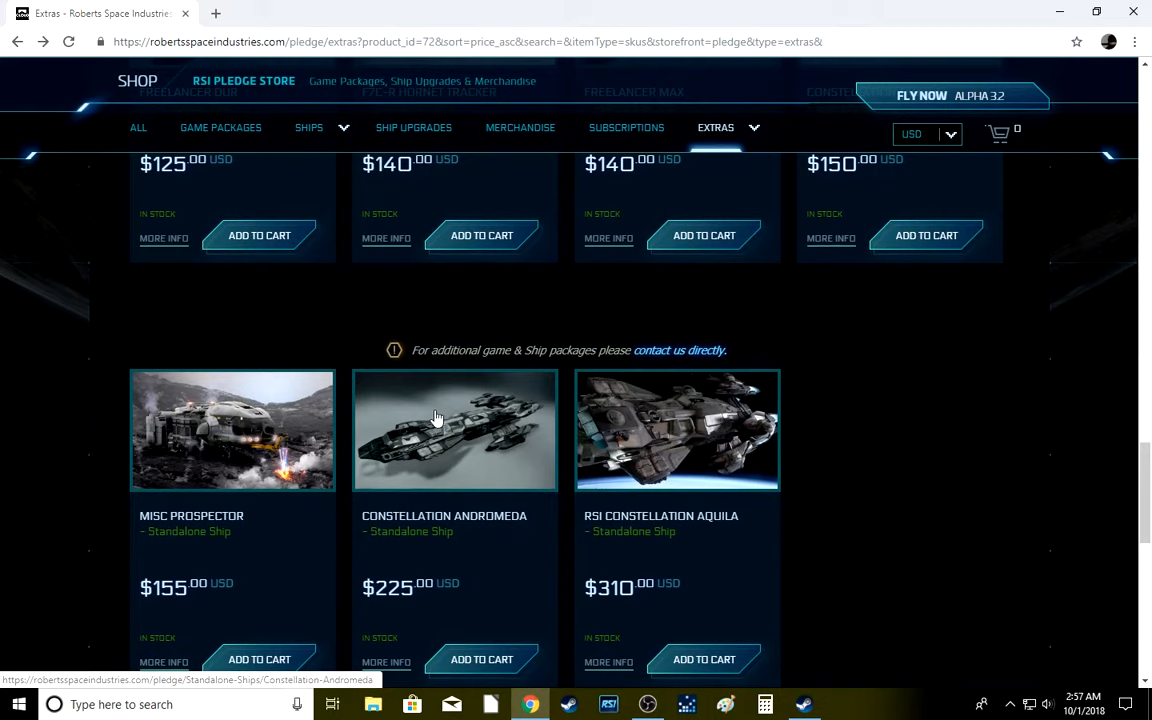 Extras - Roberts Space Industries
https://robertsspaceindustries.com/pledge/extras?product_id=72&sort=price_asc&search=&itemType=skus&storefront=pledge&type=extras&
SHOP RSI PLEDGE STORE Game Packages, Ship Upgrades & Merchandise
FLY NOW ALPHA 3.2
FREELANCER DUR F7C-R HORNET TRACKER FREELANCER MAX
ALL GAME PACKAGES SHIPS SHIP UPGRADES MERCHANDISE SUBSCRIPTIONS EXTRAS USD 0
$125.00 USD $140.00 USD $140.00 USD $150.00 USD
IN STOCK IN STOCK IN STOCK IN STOCK
MORE INFO ADD TO CART MORE INFO ADD TO CART MORE INFO ADD TO CART MORE INFO ADD TO CART
! For additional game & Ship packages please contact us directly.
MISC PROSPECTOR CONSTELLATION ANDROMEDA RSI CONSTELLATION AQUILA
- Standalone Ship - Standalone Ship - Standalone Ship
$155.00 USD $225.00 USD $310.00 USD
IN STOCK IN STOCK IN STOCK
MORE INFO ADD TO CART MORE INFO ADD TO CART MORE INFO ADD TO CART
https://robertsspaceindustries.com/pledge/Standalone-Ships/Constellation-Andromeda
Type here to search
RSI
2:57 AM
10/1/2018